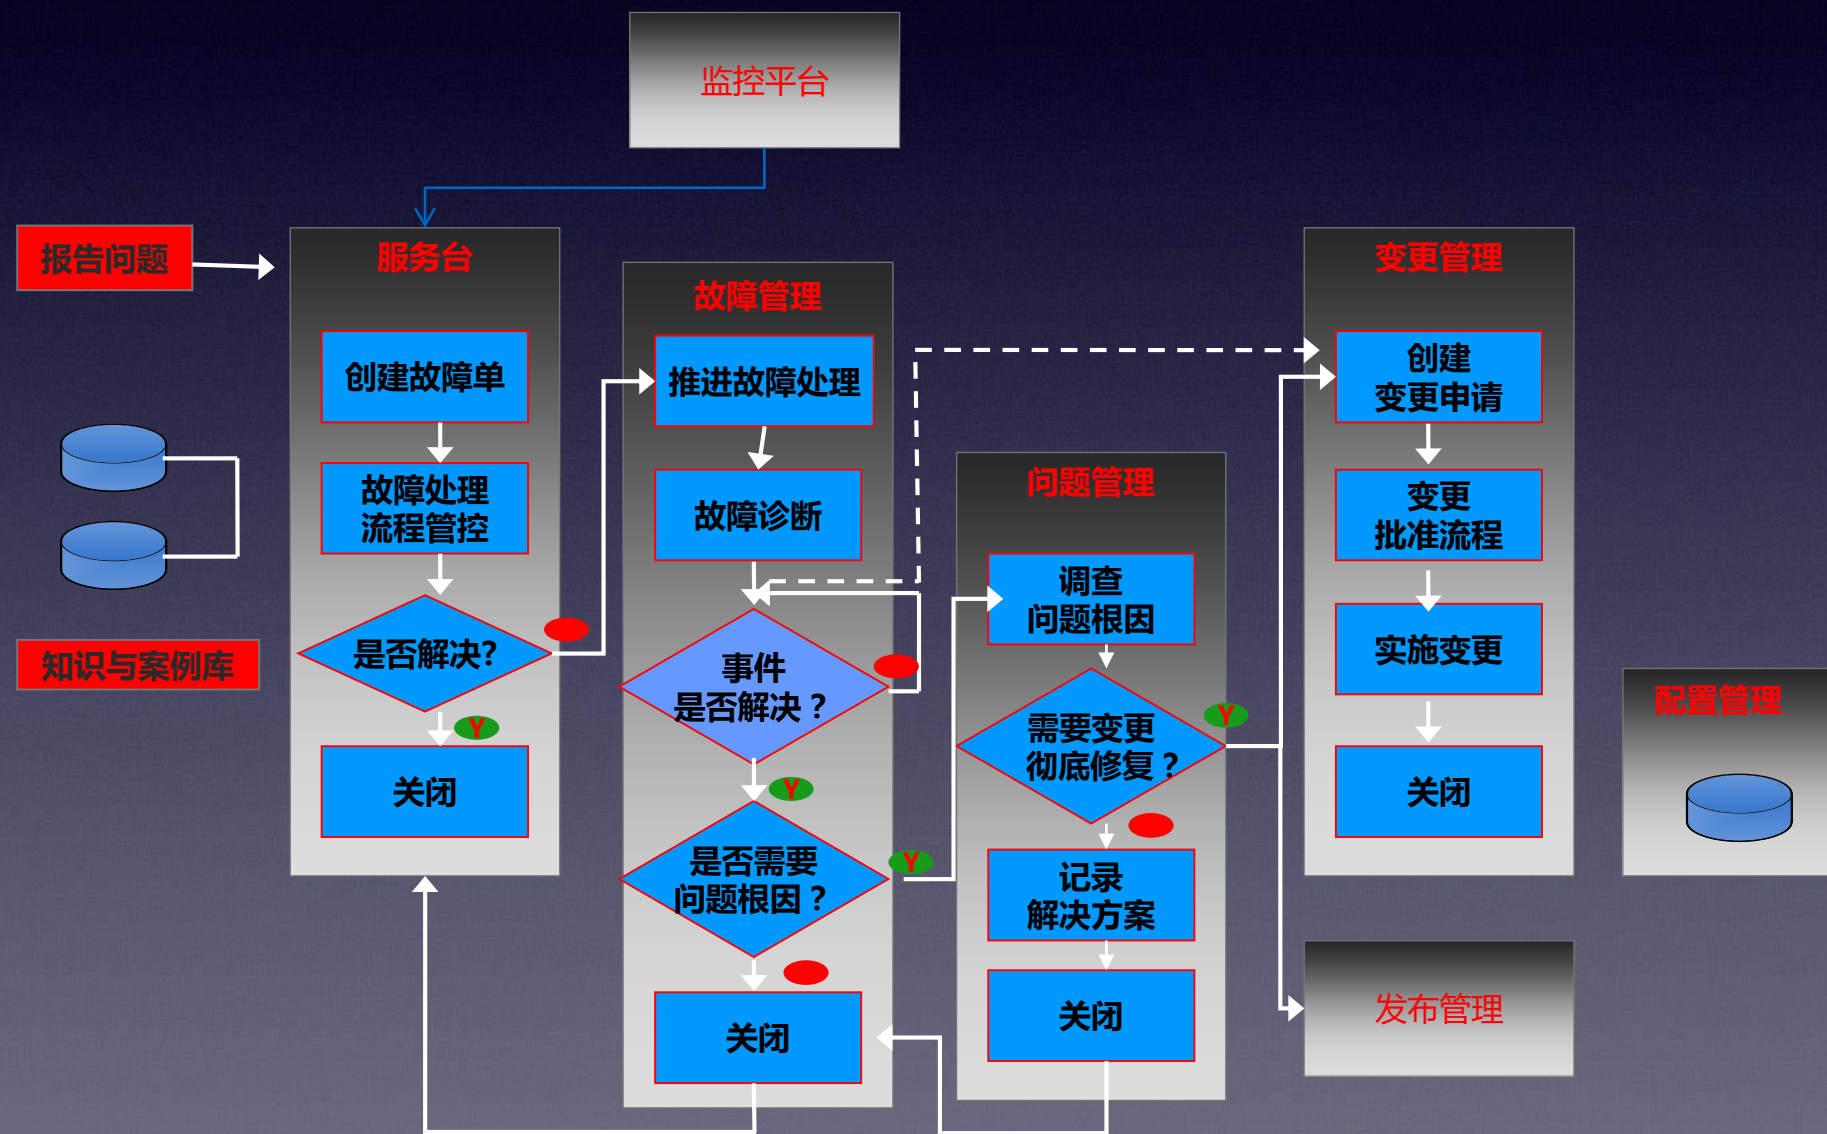 监控平台
报告问题
服务台
创建故障单
故障处理
流程管控
是否解决?
Y
关闭
知识与案例库
故障管理
推进故障处理
故障诊断
事件
是否解决？
Y
是否需要
问题根因？
Y
关闭
问题管理
调查
问题根因
需要变更
彻底修复？
Y
记录
解决方案
关闭
变更管理
创建
变更申请
变更
批准流程
实施变更
关闭
发布管理
配置管理